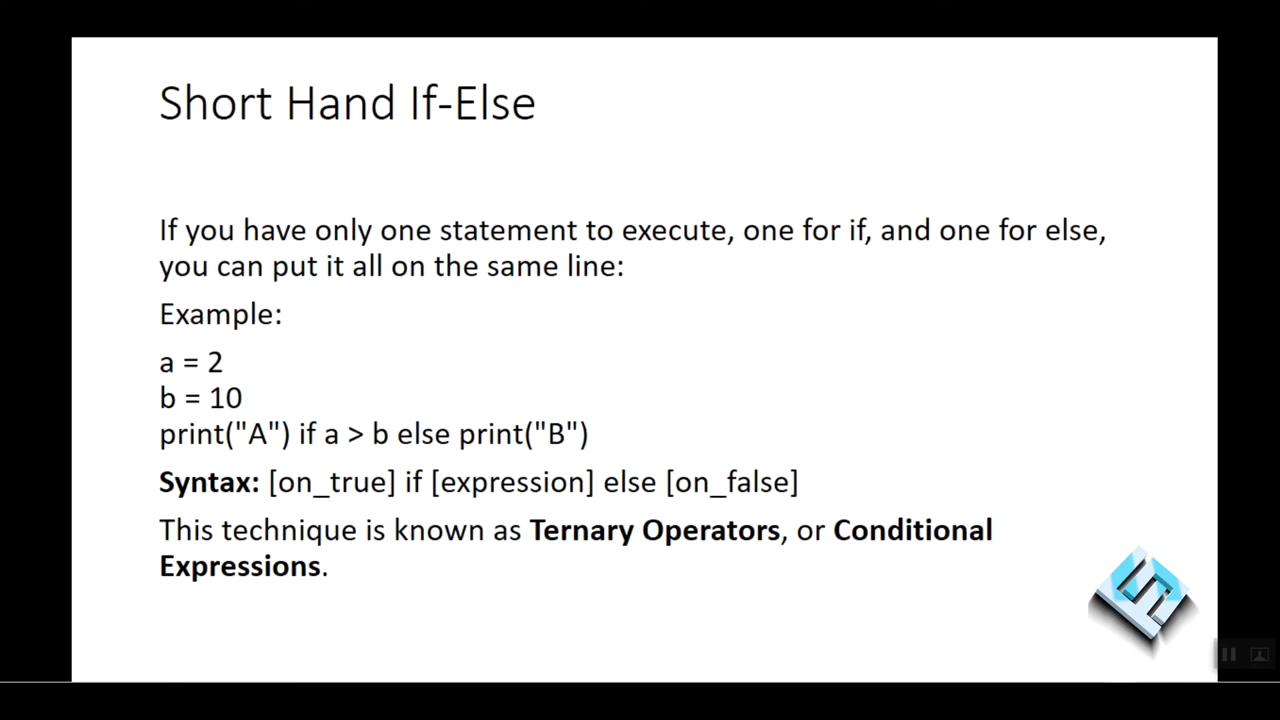 Short Hand If-Else
If you have only one statement to execute, one for if, and one for else,
you can put it all on the same line:
Example:
a = 2
b = 10
print("A") if a > b else print("B")
Syntax: [on_true] if [expression] else [on_false]
This technique is known as Ternary Operators, or Conditional
Expressions.